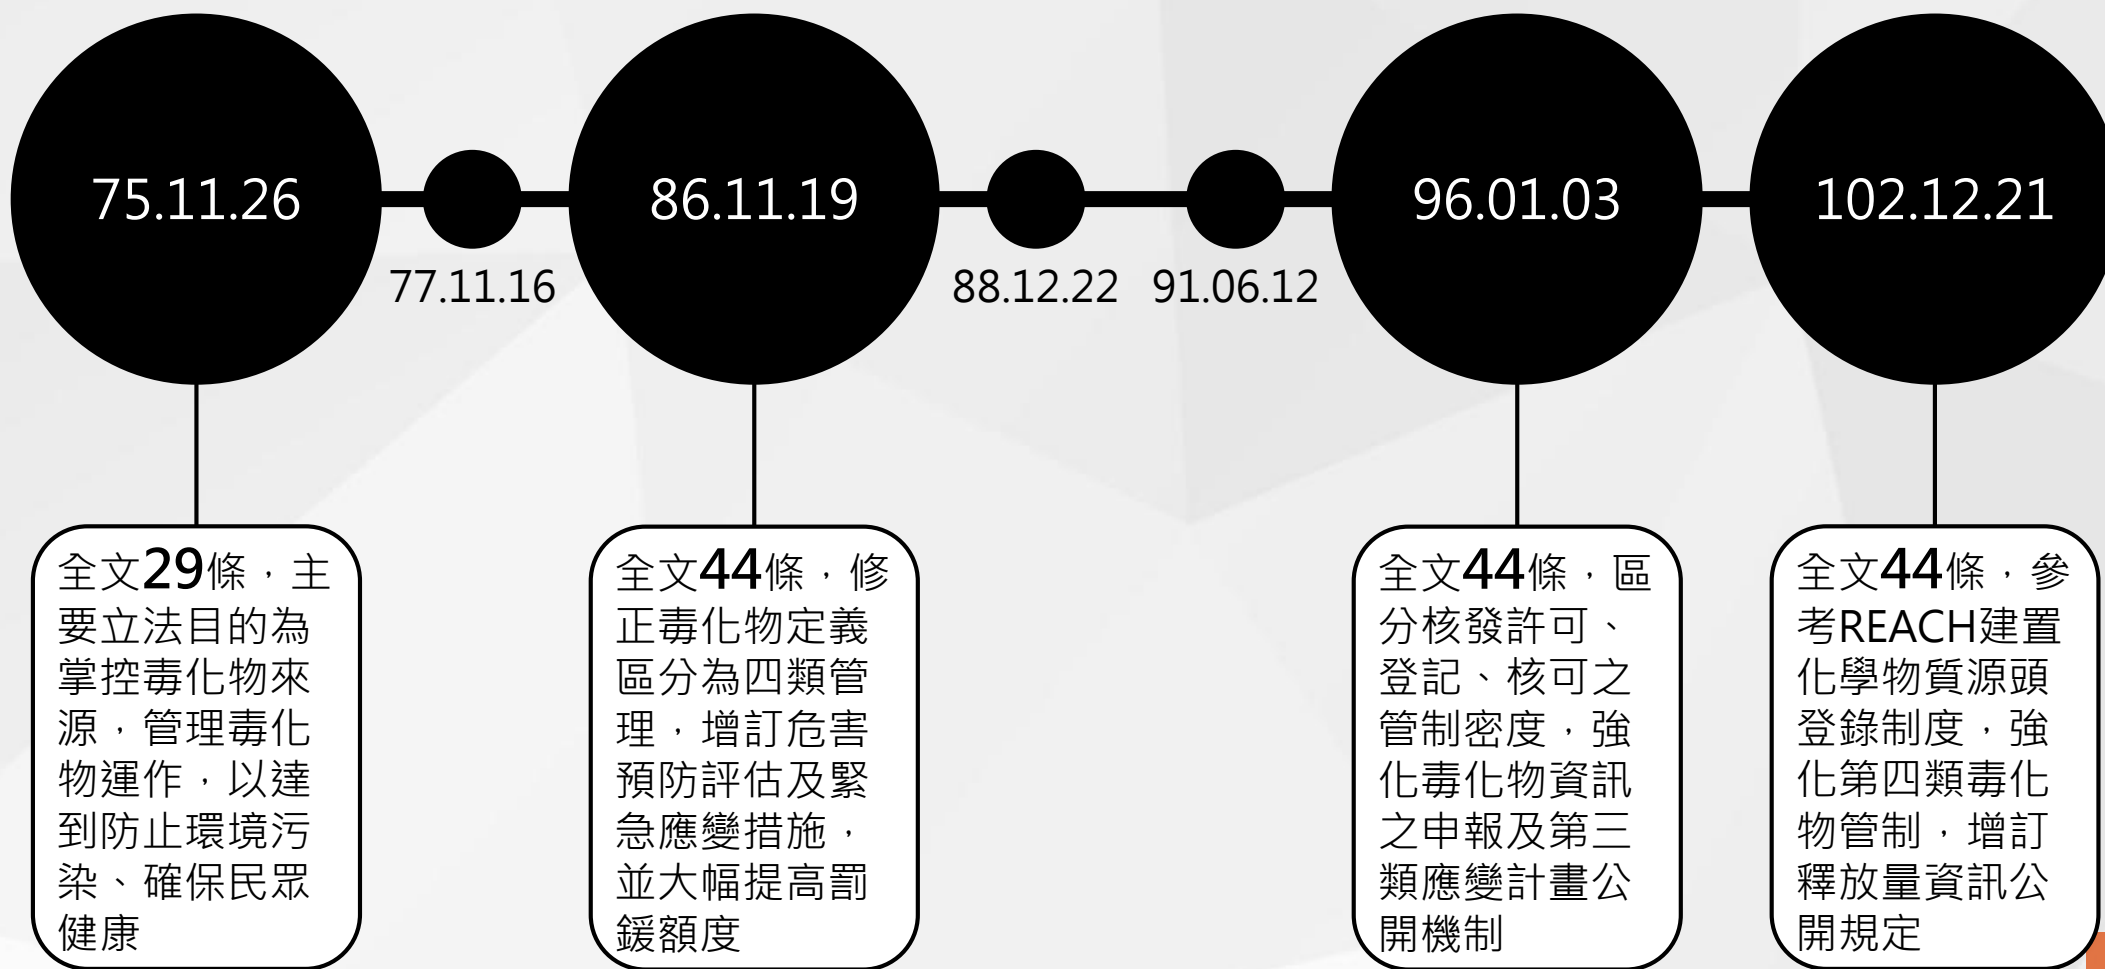 75.11.26
77.11.16
86.11.19
88.12.22
91.06.12
96.01.03
102.12.21
全文29條，主
要立法目的為
掌控毒化物來
源，管理毒化
物運作，以達
到防止環境污
染、確保民眾
健康
全文44條，修
正毒化物定義
區分為四類管
理，增訂危害
預防評估及緊
急應變措施，
並大幅提高罰
鍰額度
全文44條，區
分核發許可、
登記、核可之
管制密度，強
化毒化物資訊
之申報及第三
類應變計畫公
開機制
全文44條，參
考REACH建置
化學物質源頭
登錄制度，強
化第四類毒化
物管制，增訂
釋放量資訊公
開規定